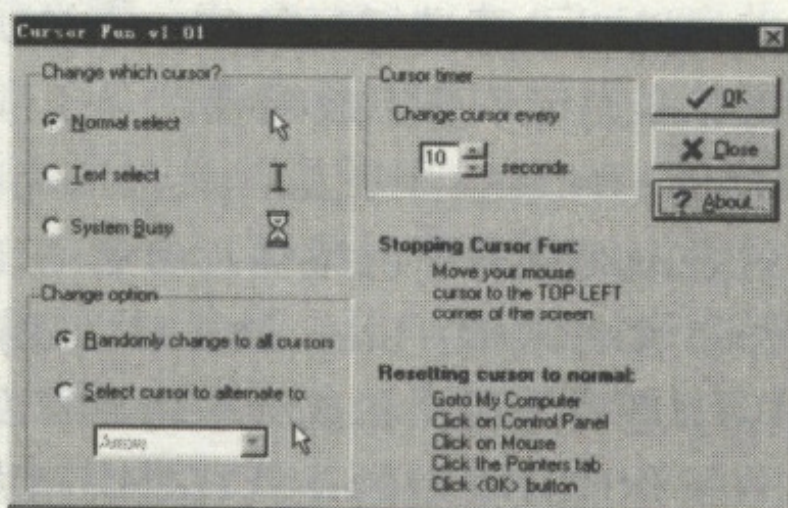 Cursor Fun v1.01
Change which cursor?
Normal select
Text select
System Busy
Change option
Randomly change to all cursors
Select cursor to alternate to:
Cursor timer
Change cursor every
10 seconds
OK
Close
About...
Stopping Cursor Fun:
Move your mouse
cursor to the TOP LEFT
corner of the screen.
Resetting cursor to normal:
Goto My Computer
Click on Control Panel
Click on Mouse
Click the Pointers tab
Click <OK> button